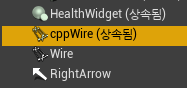 HealthWidget (상속됨)
cppWire (상속됨)
Wire
RightArrow